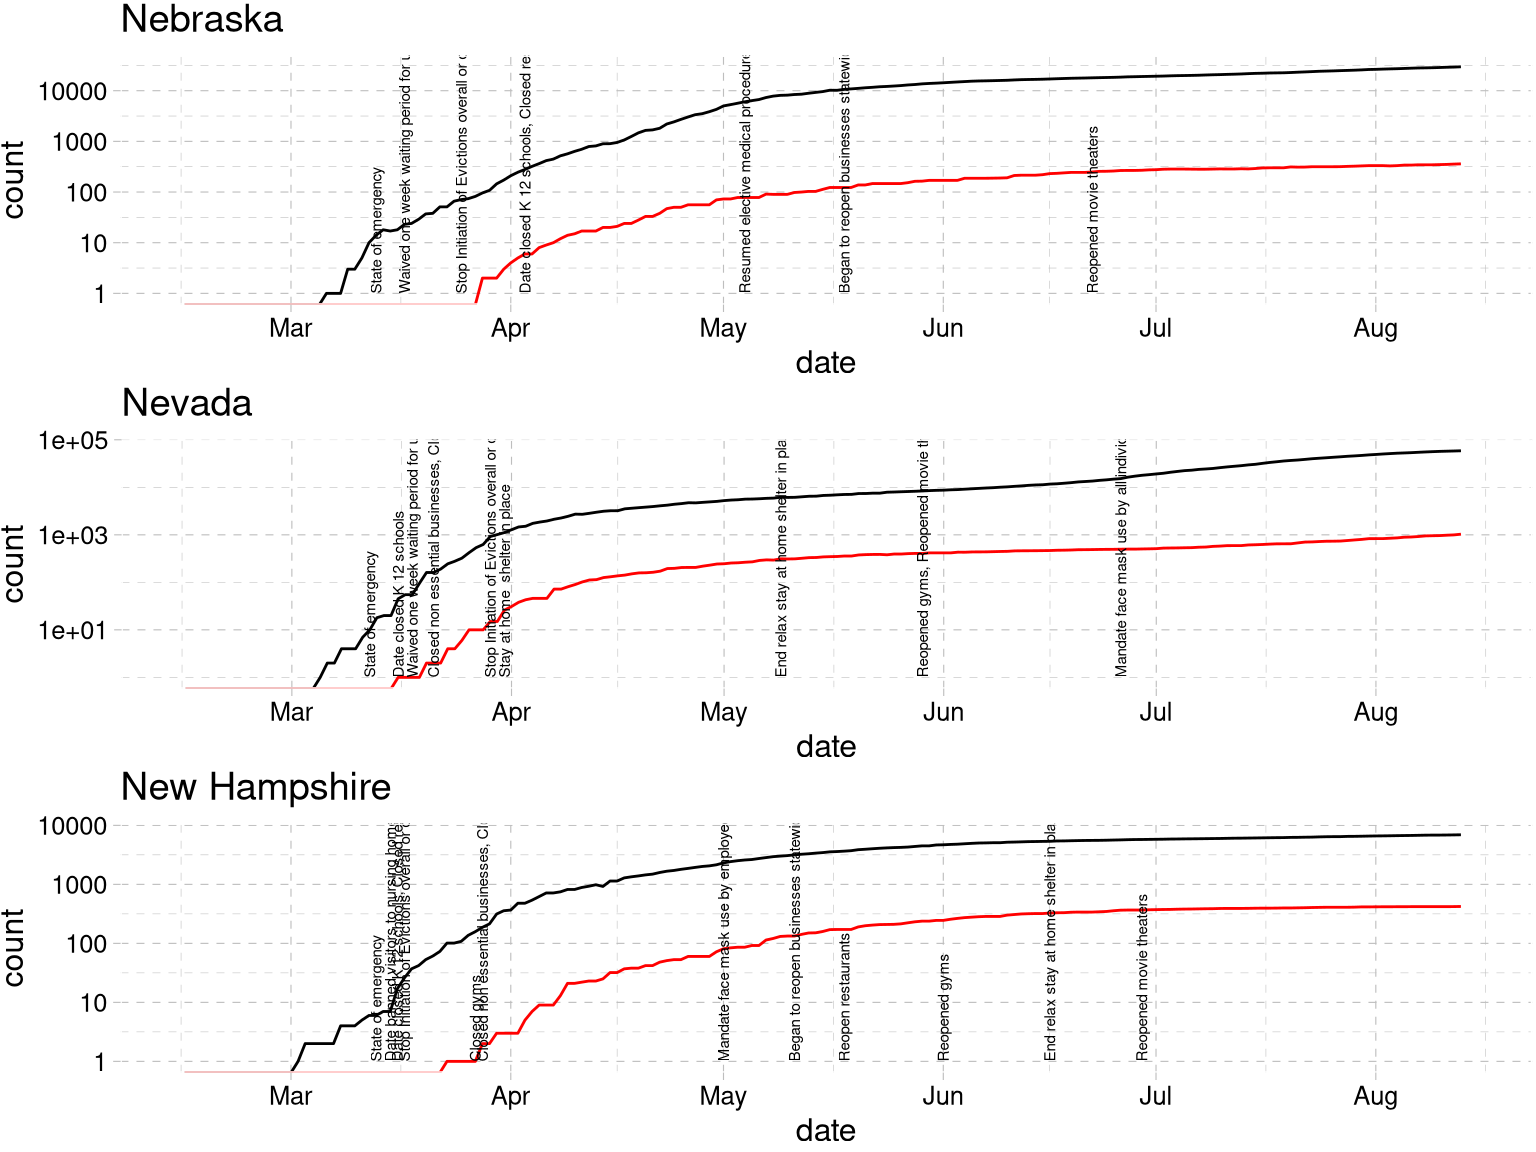 Nebraska
count
10000
1000
100
10
1
State of emergency
Waived one week waiting period for
Stop Initiation of Evictions overall or
Date closed K 12 schools, Closed re
Resumed elective medical procedure
Began to reopen businesses statewi
Reopened movie theaters
Mar Apr May Jun Jul Aug
date
Nevada
count
1e+05
1e+03
1e+01
State of emergency
Date closed K 12 schools
Waived one week waiting period for
Closed non essential businesses, Cl
Stop Initiation of Evictions overall or
Stay at home shelter in place
End relax stay at home shelter in pla
Reopened gyms, Reopened movie th
Mandate face mask use by all indivic
Mar Apr May Jun Jul Aug
date
New Hampshire
count
10000
1000
100
10
1
State of emergency
Date banned visitors to nursing hom
Date closed K 12 schools, Closed re
Stop Initiation of Evictions overall or
Closed gyms
Closed non essential businesses, Cl
Mandate face mask use by employe
Began to reopen businesses statewi
Reopen restaurants
Reopened gyms
End relax stay at home shelter in pla
Reopened movie theaters
Mar Apr May Jun Jul Aug
date